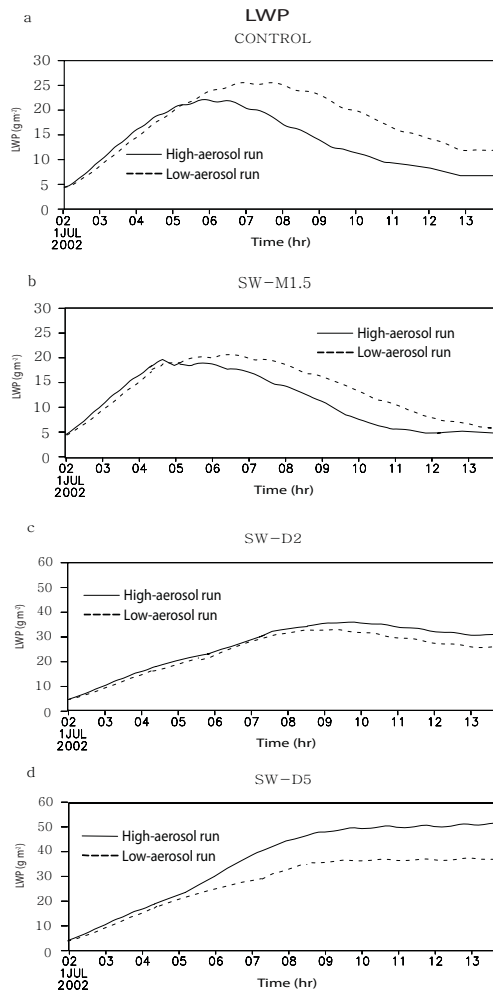 a
LWP
CONTROL
LWP (g m-2)
30
25
20
15
10
5
0
High-aerosol run
Low-aerosol run
02 03 04 05 06 07 08 09 10 11 12 13
1JUL
2002
Time (hr)
b
SW-M1.5
LWP (g m-2)
30
25
20
15
10
5
0
High-aerosol run
Low-aerosol run
02 03 04 05 06 07 08 09 10 11 12 13
1JUL
2002
Time (hr)
c
SW-D2
LWP (g m-2)
60
50
40
30
20
10
0
High-aerosol run
Low-aerosol run
02 03 04 05 06 07 08 09 10 11 12 13
1JUL
2002
Time (hr)
d
SW-D5
LWP (g m-2)
60
50
40
30
20
10
0
High-aerosol run
Low-aerosol run
02 03 04 05 06 07 08 09 10 11 12 13
1JUL
2002
Time (hr)